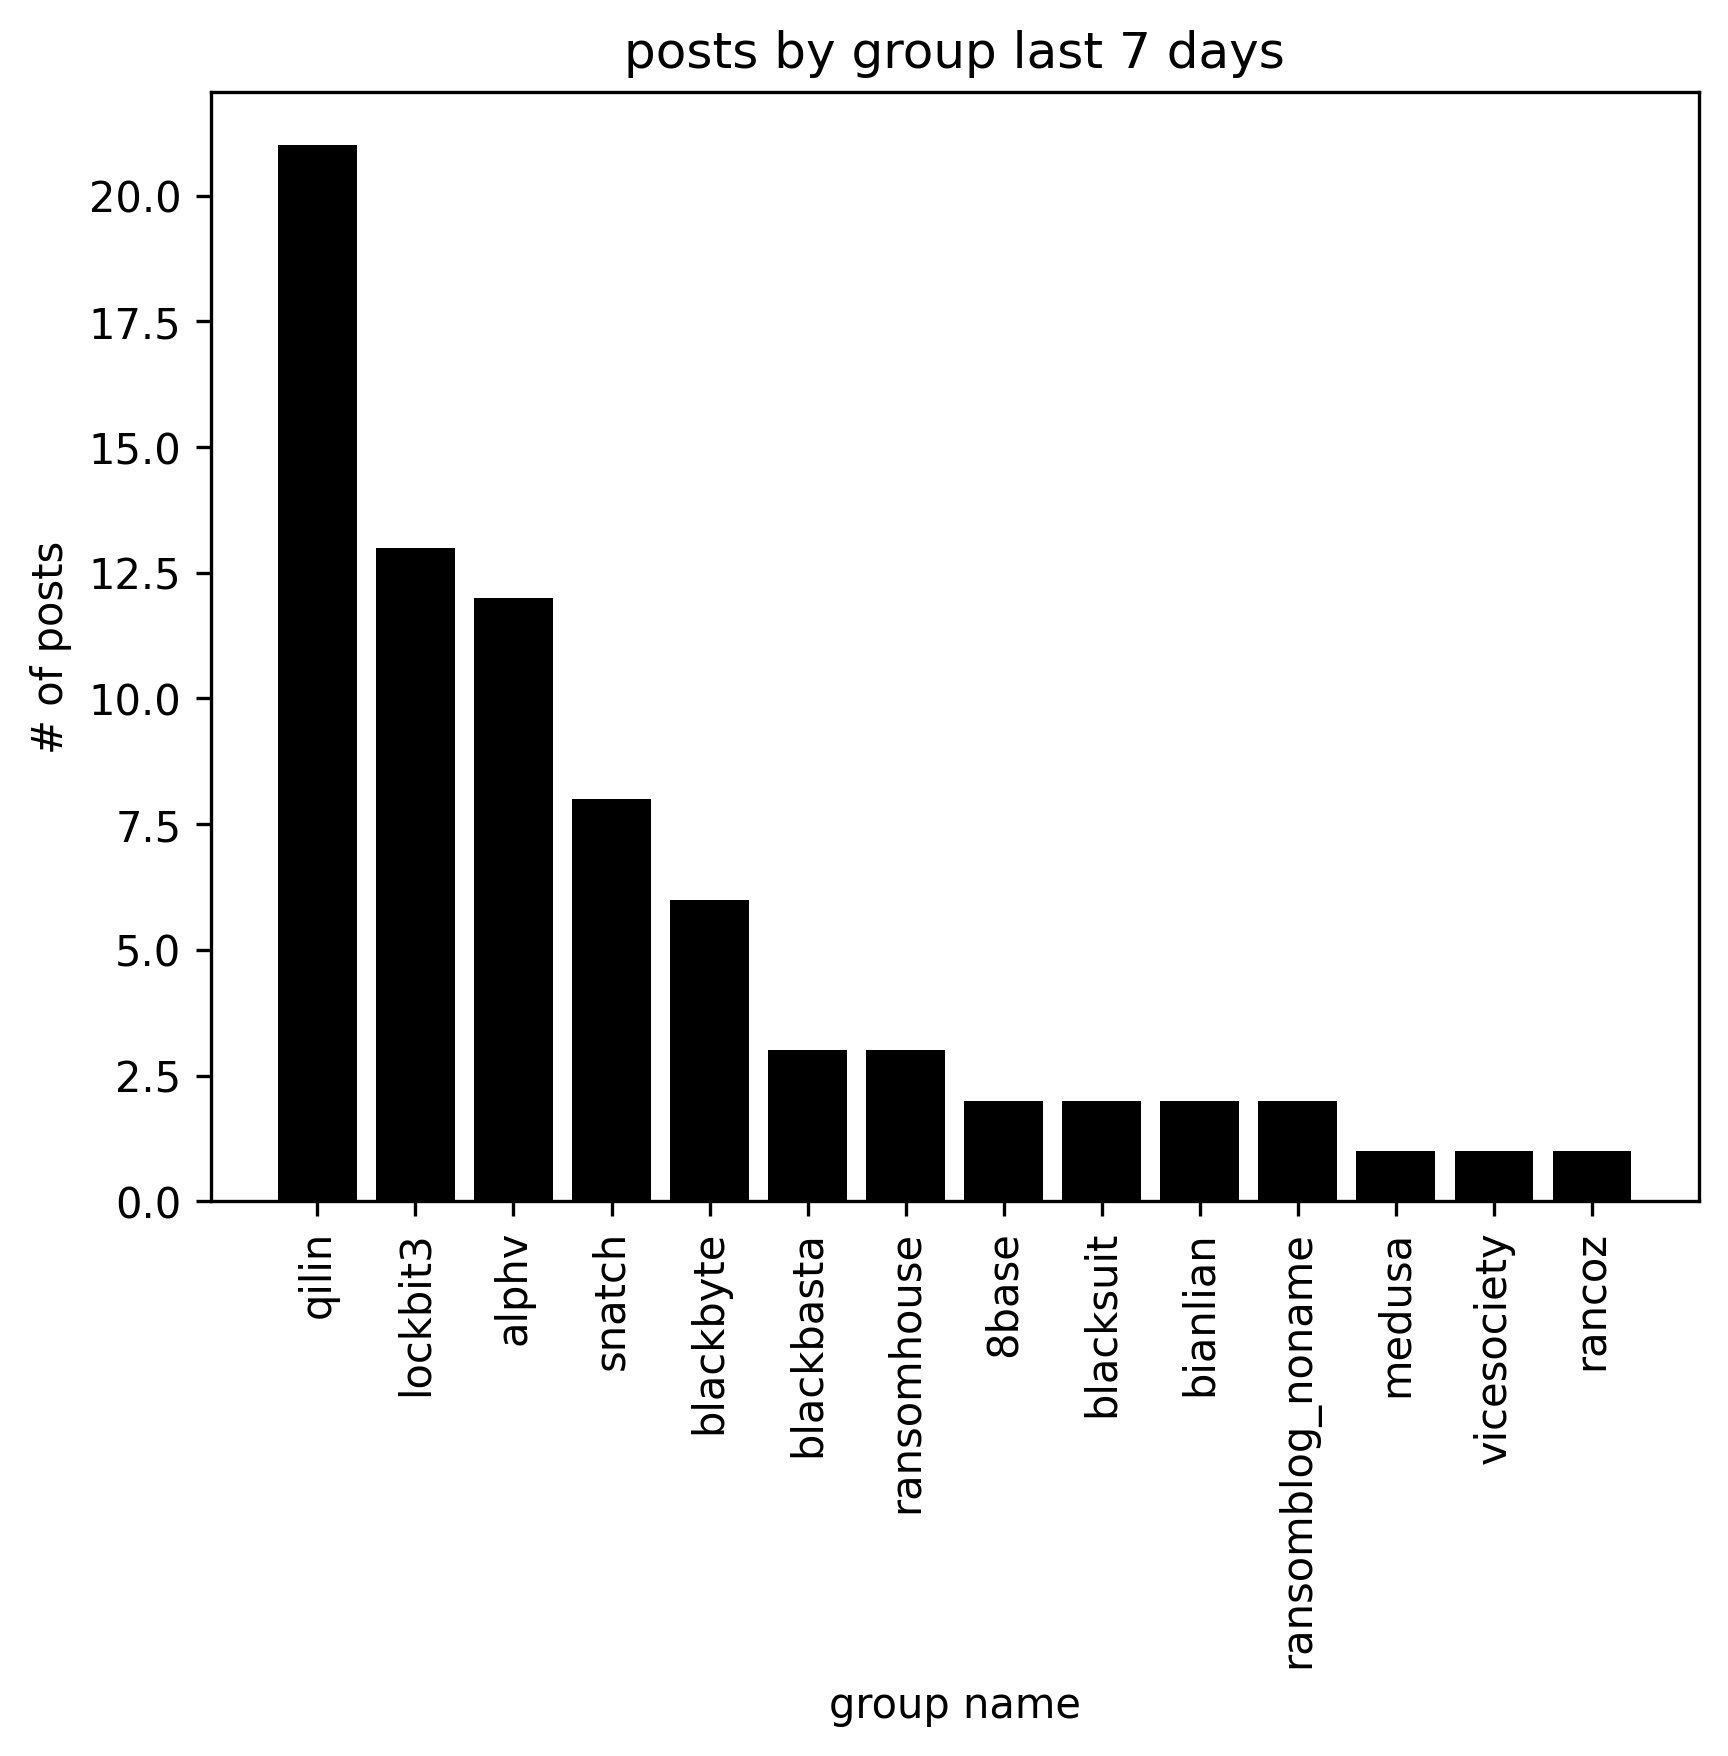 posts by group last 7 days
# of posts
20.0
17.5
15.0
12.5
10.0
7.5
5.0
2.5
0.0
qilin
lockbit3
alphv
snatch
blackbyte
blackbasta
ransomhouse
8base
blacksuit
bianlian
ransomblog_noname
medusa
vicesociety
rancoz
group name